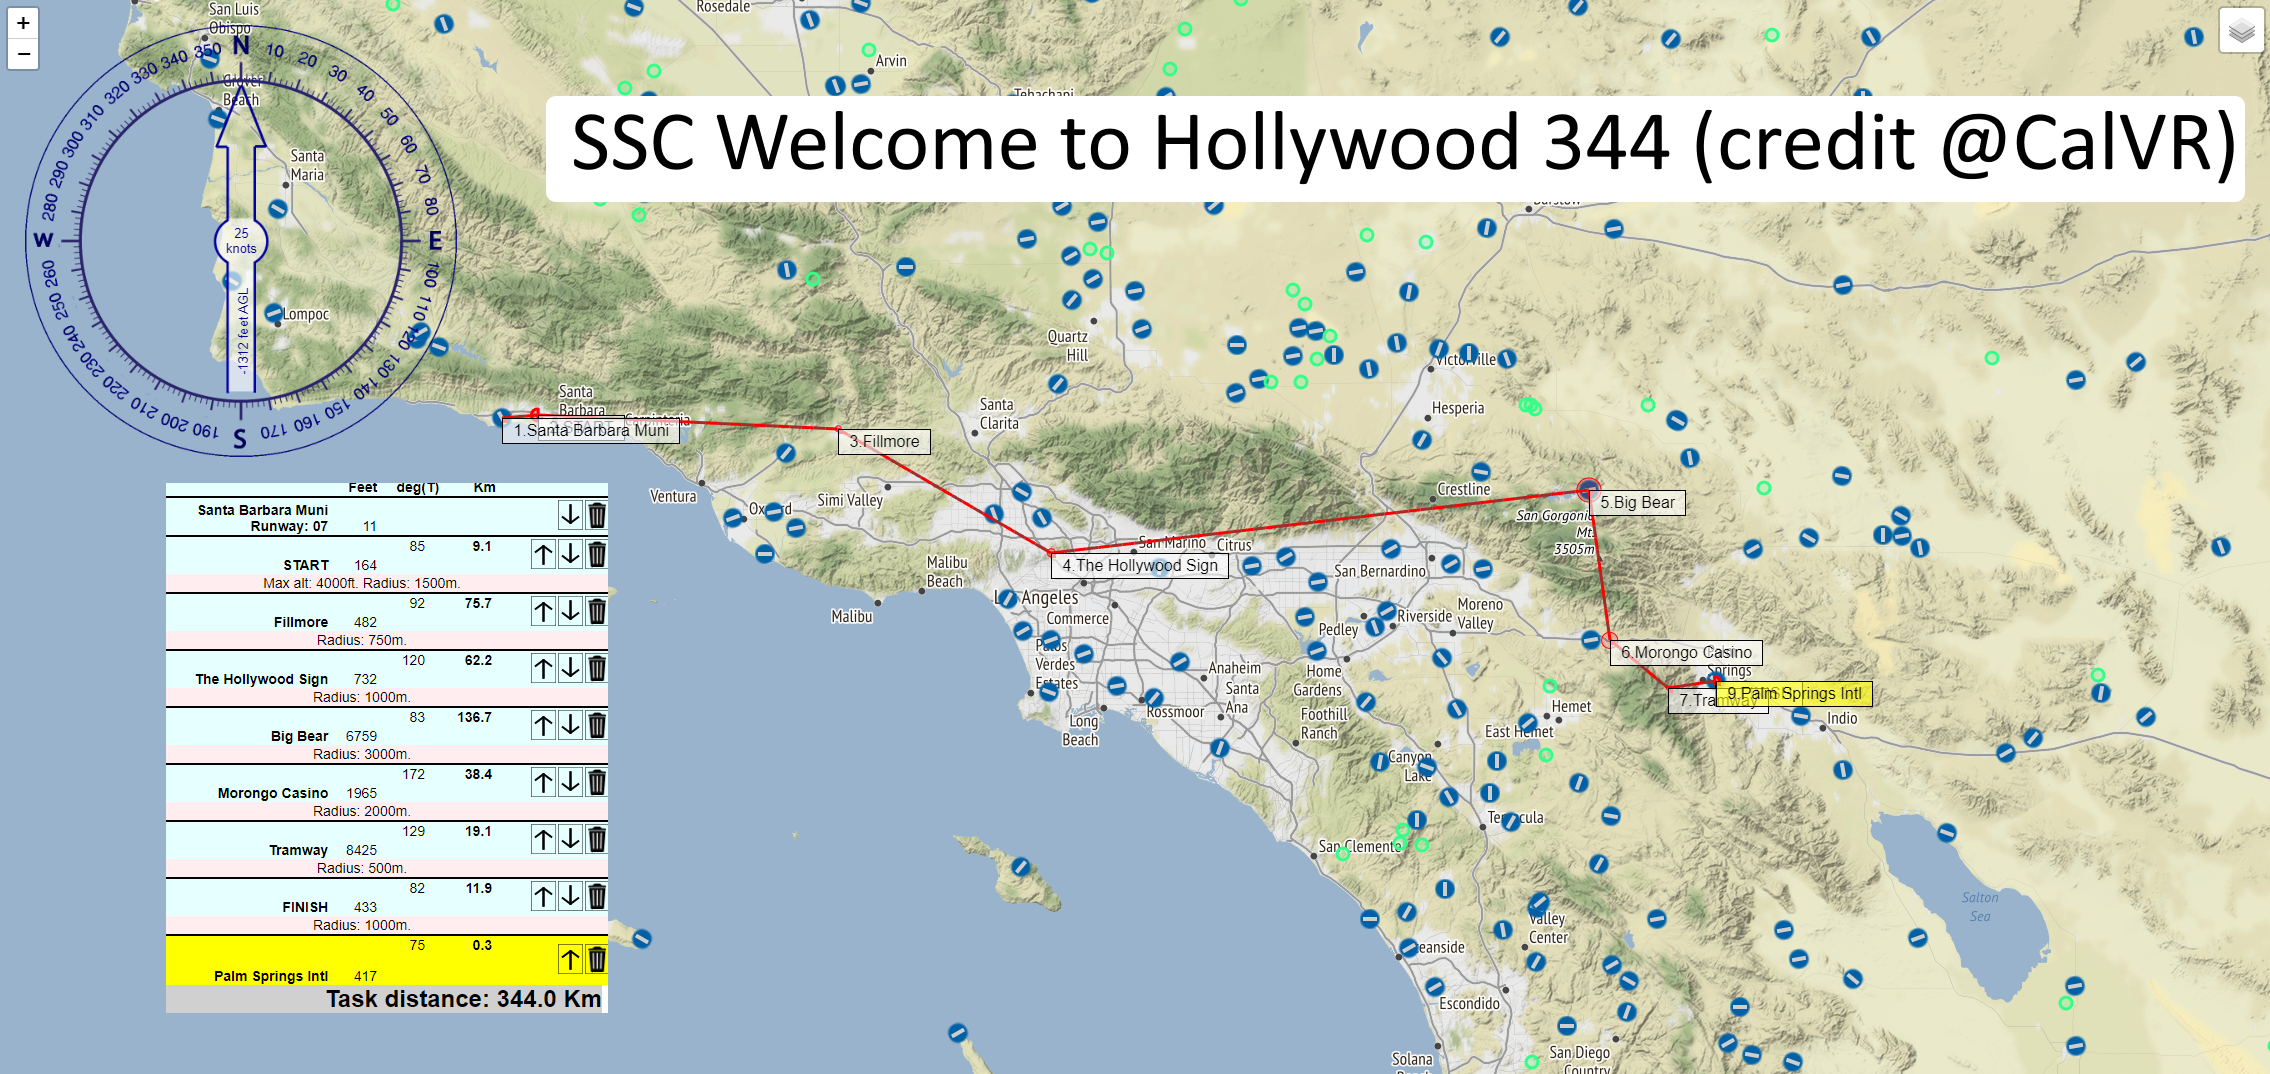 +
−
SSC Welcome to Hollywood 344 (credit @CalVR)
N
10
20
30
40
50
60
70
80
E
100
110
120
130
140
150
160
170
S
190
200
210
220
230
240
250
260
W
280
290
300
310
320
330
340
350
25
knots
-1312 feet AGL
San Luis
Obispo
Grover
Beach
Santa
Maria
Lompoc
Rosedale
Arvin
Tehachapi
Barstow
Quartz
Hill
Santa
Clarita
Victorville
Hesperia
Santa
Barbara
Carpinteria
1.Santa Barbara Muni
3.Fillmore
Ventura
Oxnard
Simi Valley
Crestline
5.Big Bear
San Gorgonio
Mt.
3505m
San Marino
Citrus
4.The Hollywood Sign
Malibu
Beach
Malibu
Los Angeles
Commerce
San Bernardino
Riverside
Pedley
Moreno
Valley
Palos
Verdes
Estates
Anaheim
Santa
Ana
Home
Gardens
Foothill
Ranch
Rossmoor
Long
Beach
6.Morongo Casino
Springs
7.Tramway
9.Palm Springs Intl
Indio
Hemet
East Hemet
Canyon
Lake
Temecula
San Clemente
Salton
Sea
Valley
Center
Oceanside
Escondido
Solana
San Diego
Country
Feet deg(T) Km
Santa Barbara Muni
Runway: 07 11
85 9.1
START 164
Max alt: 4000ft. Radius: 1500m.
92 75.7
Fillmore 482
Radius: 750m.
120 62.2
The Hollywood Sign 732
Radius: 1000m.
83 136.7
Big Bear 6759
Radius: 3000m.
172 38.4
Morongo Casino 1965
Radius: 2000m.
129 19.1
Tramway 8425
Radius: 500m.
82 11.9
FINISH 433
Radius: 1000m.
75 0.3
Palm Springs Intl 417
Task distance: 344.0 Km